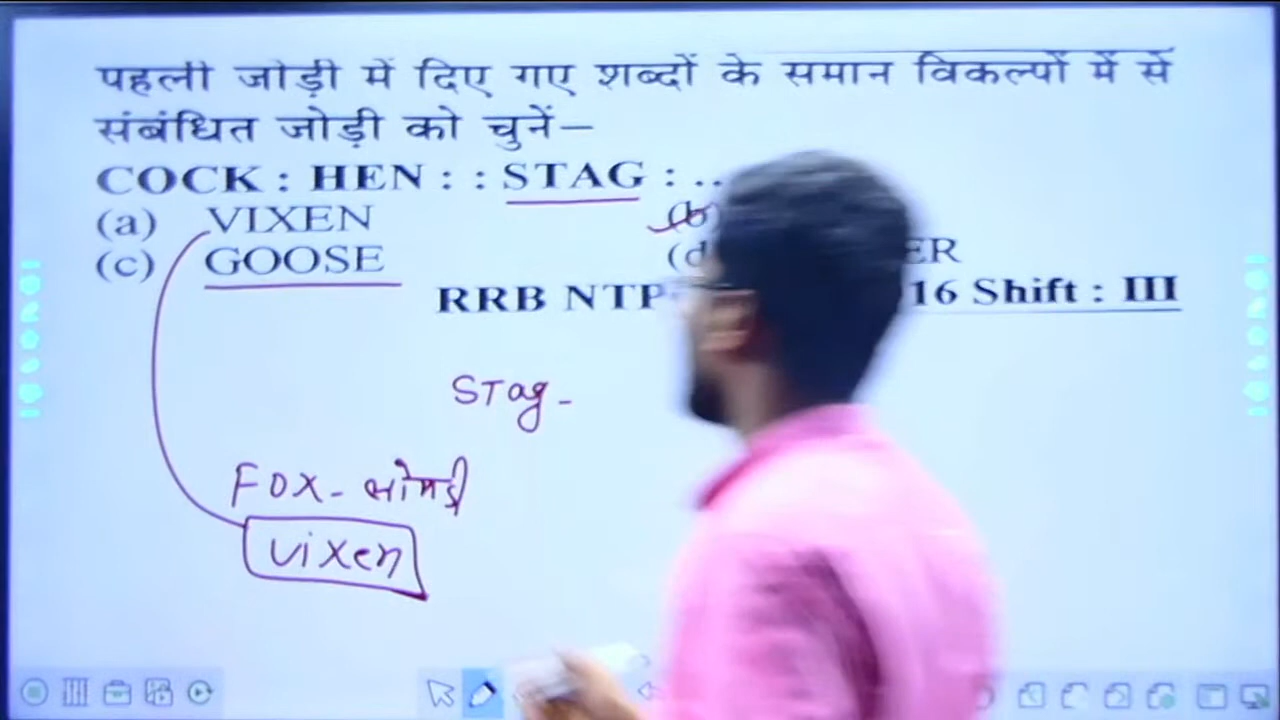 पहली जोड़ी में दिए गए शब्दों के समान विकल्पों में से
संबंधित जोड़ी को चुनें–
COCK : HEN : : STAG : ..
(a) VIXEN (b)
(c) GOOSE (d
RRB NTP 16 Shift : III
Stag -
FOX - लोमड़ी
vixen